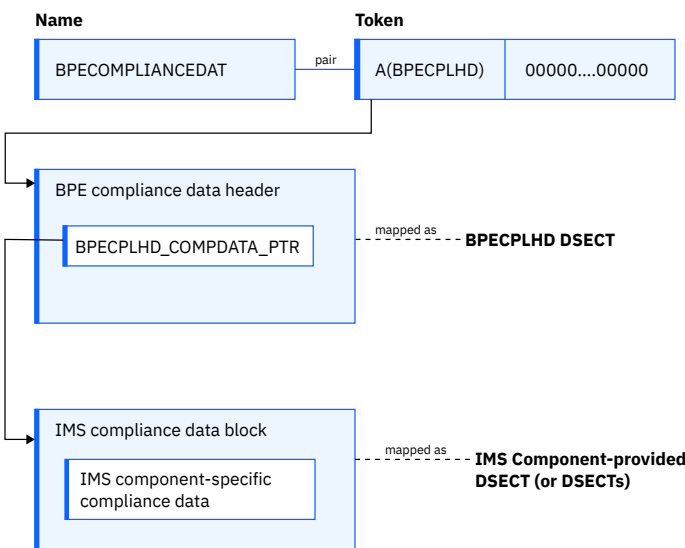 Name
Token
BPECOMPLIANCEDAT
pair
A(BPECPLHD)
00000....00000
BPE compliance data header
BPECPLHD_COMPDATA_PTR
mapped as
BPECPLHD DSECT
IMS compliance data block
IMS component-specific
compliance data
mapped as
IMS Component-provided
DSECT (or DSECTs)